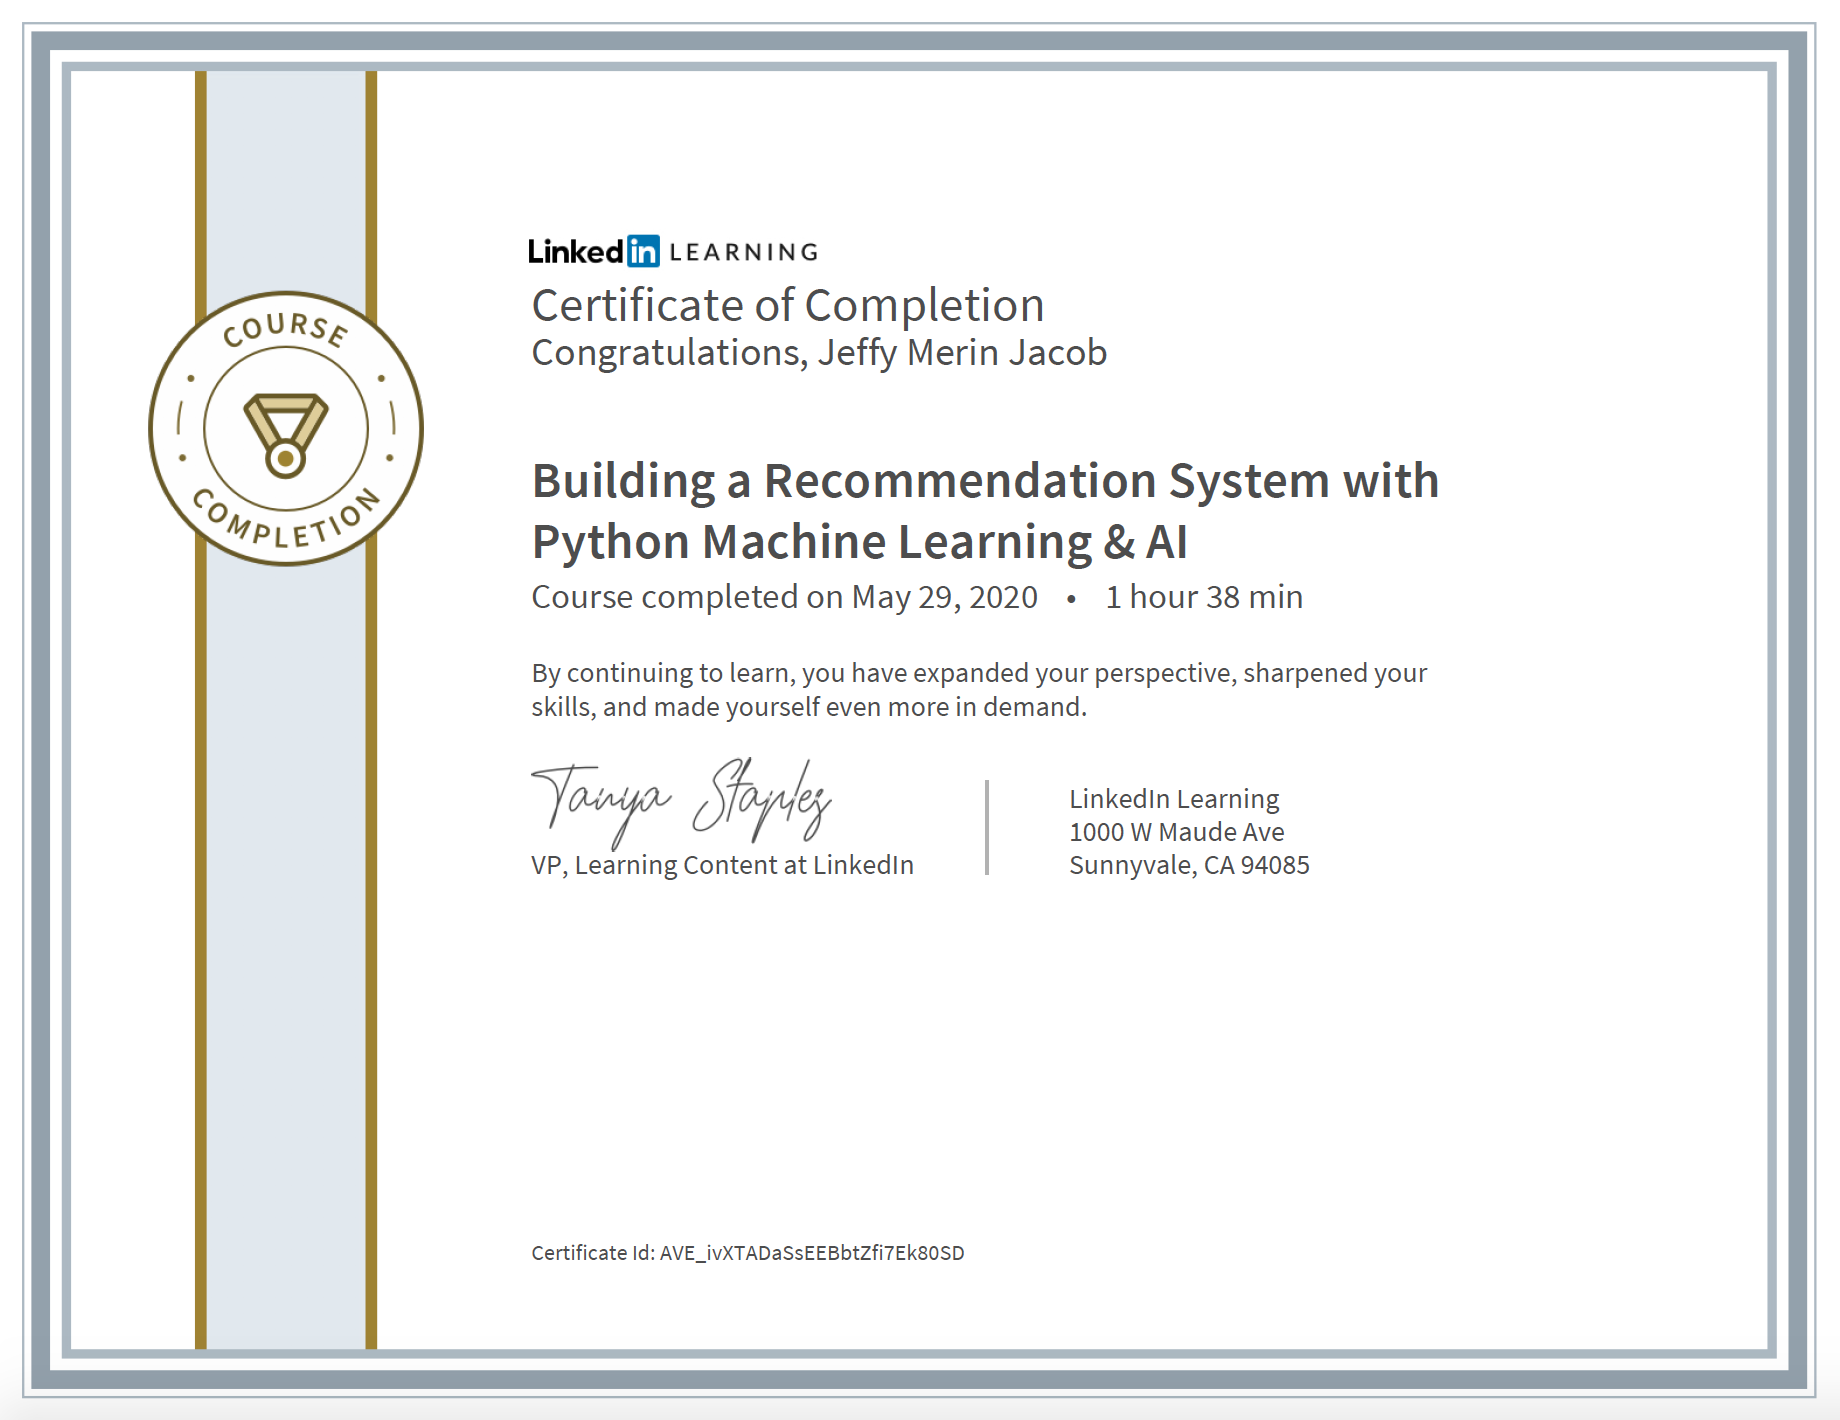 COURSE
COMPLETION
Linkedin LEARNING
Certificate of Completion
Congratulations, Jeffy Merin Jacob
Building a Recommendation System with
Python Machine Learning & AI
Course completed on May 29, 2020 • 1 hour 38 min
By continuing to learn, you have expanded your perspective, sharpened your
skills, and made yourself even more in demand.
Tanya Staples
VP, Learning Content at LinkedIn
LinkedIn Learning
1000 W Maude Ave
Sunnyvale, CA 94085
Certificate Id: AVE_ivXTADaSsEEBbtZfi7Ek80SD